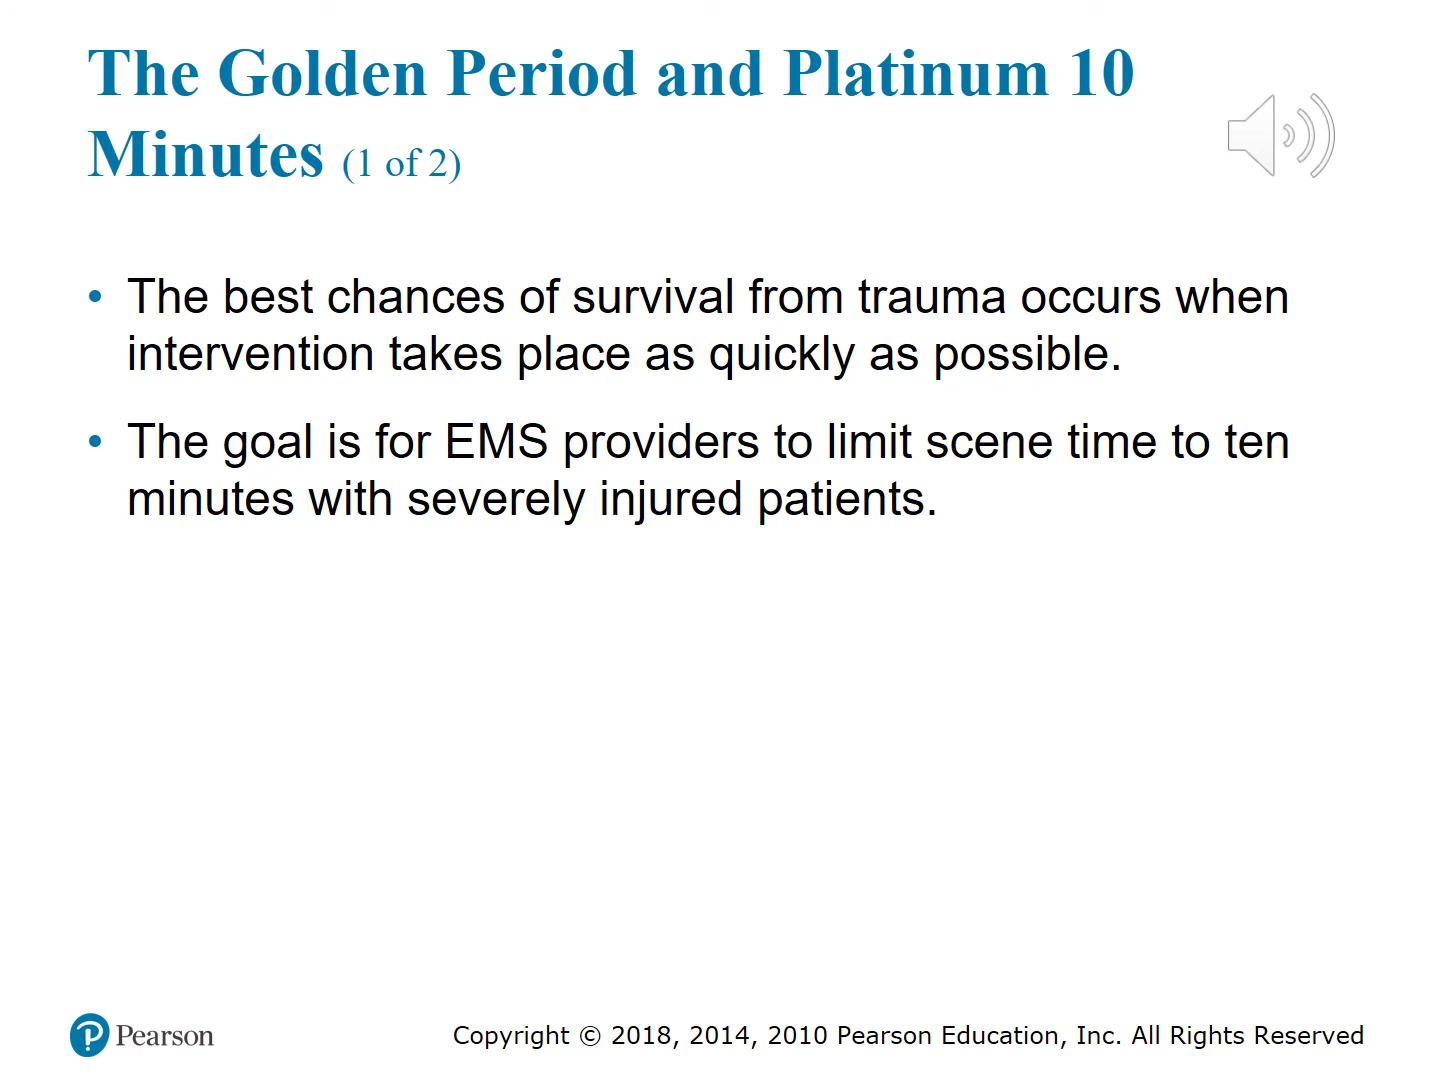 The Golden Period and Platinum 10
Minutes (1 of 2)
• The best chances of survival from trauma occurs when
intervention takes place as quickly as possible.
• The goal is for EMS providers to limit scene time to ten
minutes with severely injured patients.
Pearson
Copyright © 2018, 2014, 2010 Pearson Education, Inc. All Rights Reserved